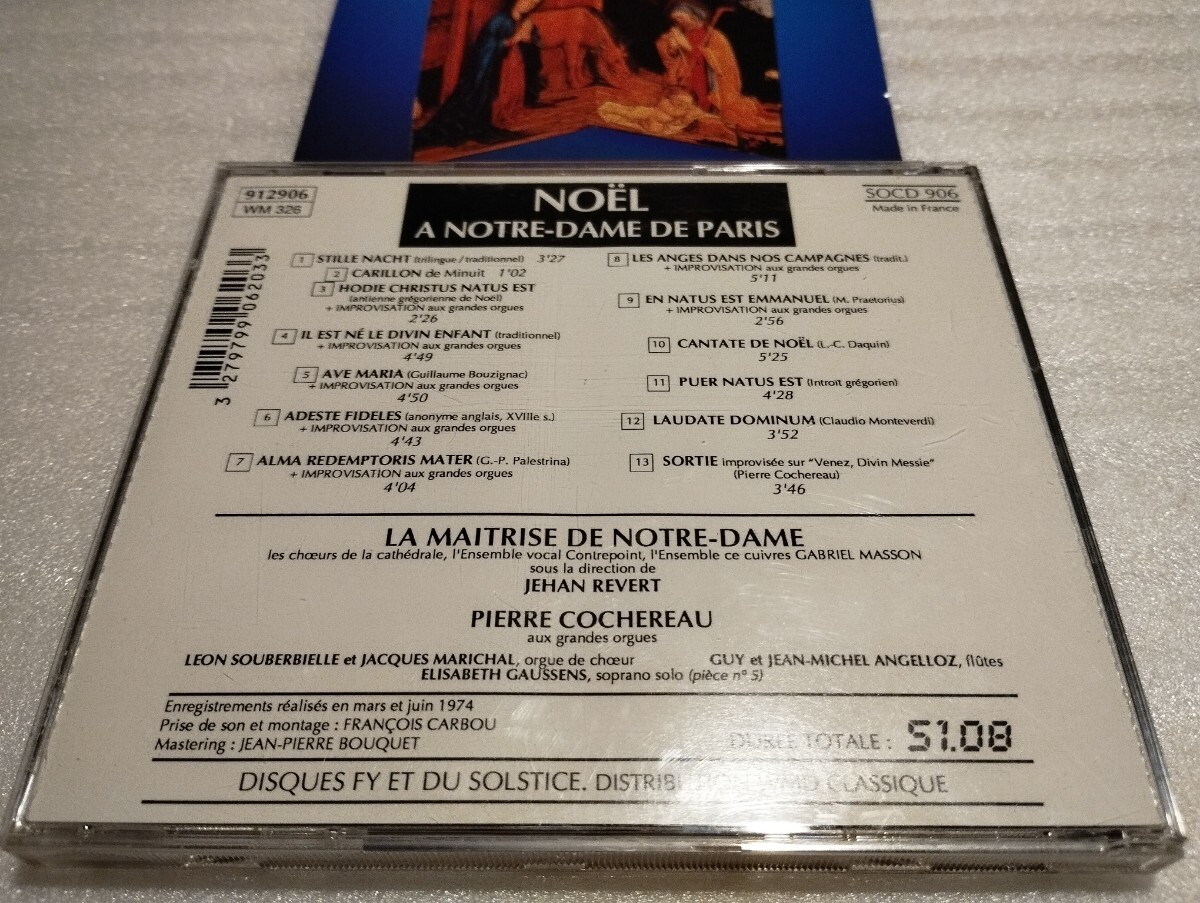 912906
WM 326
NOËL
A NOTRE-DAME DE PARIS
SOCD 906
Made in France
3 279799 062033
1 STILLE NACHT (trilingue / traditionnel) 3'27
2 CARILLON de Minuit 1'02
3 HODIE CHRISTUS NATUS EST
(antienne grégorienne de Noël)
+ IMPROVISATION aux grandes orgues
2'26
4 IL EST NÉ LE DIVIN ENFANT (traditionnel)
+ IMPROVISATION aux grandes orgues
4'49
5 AVE MARIA (Guillaume Bouzignac)
+ IMPROVISATION aux grandes orgues
4'50
6 ADESTE FIDELES (anonyme anglais, XVIIIe s.)
+ IMPROVISATION aux grandes orgues
4'43
7 ALMA REDEMPTORIS MATER (G.-P. Palestrina)
+ IMPROVISATION aux grandes orgues
4'04
8 LES ANGES DANS NOS CAMPAGNES (tradit.)
+ IMPROVISATION aux grandes orgues
5'11
9 EN NATUS EST EMMANUEL (M. Praetorius)
2'56
10 CANTATE DE NOËL (L.-C. Daquin)
5'25
11 PUER NATUS EST (Introït grégorien)
4'28
12 LAUDATE DOMINUM (Claudio Monteverdi)
3'52
13 SORTIE improvisée sur "Venez, Divin Messie"
(Pierre Cochereau)
3'46
LA MAITRISE DE NOTRE-DAME
les chœurs de la cathédrale, l'Ensemble vocal Contrepoint, l'Ensemble ce cuivres GABRIEL MASSON
sous la direction de
JEHAN REVERT
PIERRE COCHEREAU
aux grandes orgues
LEON SOUBERBIELLE et JACQUES MARICHAL, orgue de chœur
GUY et JEAN-MICHEL ANGELLOZ, flûtes
ELISABETH GAUSSENS, soprano solo (pièce n° 5)
Enregistrements réalisés en mars et juin 1974
Prise de son et montage : FRANÇOIS CARBOU
Mastering : JEAN-PIERRE BOUQUET
DURÉE TOTALE : 51.08
DISQUES FY ET DU SOLSTICE. DISTRIBUTION WMD CLASSIQUE